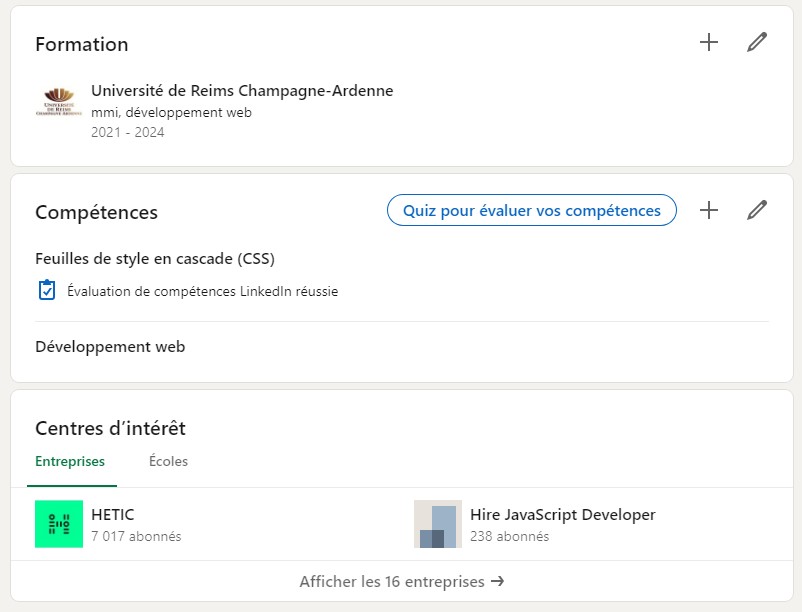 Formation
UNIVERSITÉ
DE REIMS
CHAMPAGNE-ARDENNE
Université de Reims Champagne-Ardenne
mmi, développement web
2021 - 2024
Compétences
Quiz pour évaluer vos compétences
Feuilles de style en cascade (CSS)
Évaluation de compétences LinkedIn réussie
Développement web
Centres d’intérêt
Entreprises
Écoles
HETIC
7 017 abonnés
Hire JavaScript Developer
238 abonnés
Afficher les 16 entreprises →